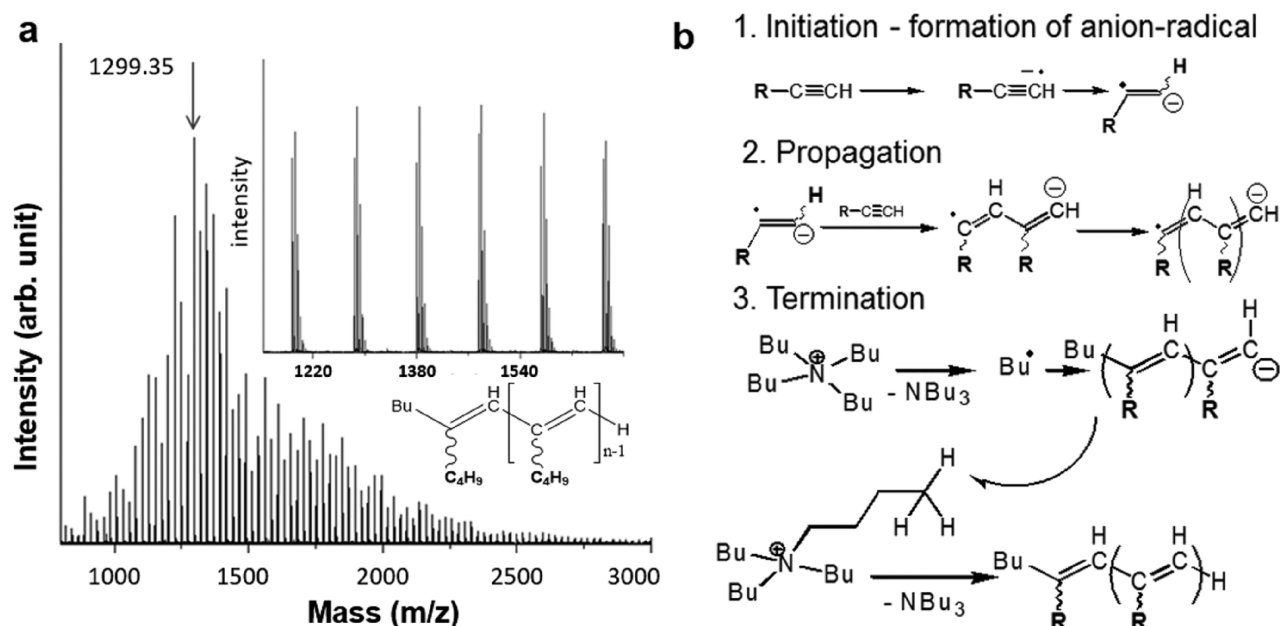 a
1299.35
Intensity (arb. unit)
intensity
1220 1380 1540
Bu H H
C₄H₉ C₄H₉ n-1
1000 1500 2000 2500 3000
Mass (m/z)
b
1. Initiation - formation of anion-radical
R—C≡CH R—C≡CH H
R
2. Propagation
H R—C≡CH H CH H CH
R C C C C C C
R R R R
3. Termination
Bu Bu Bu• Bu H H
N⊕ C C
Bu Bu - NBu₃ R R
H
H H
Bu N⊕ Bu Bu H H
Bu - NBu₃ H
R R